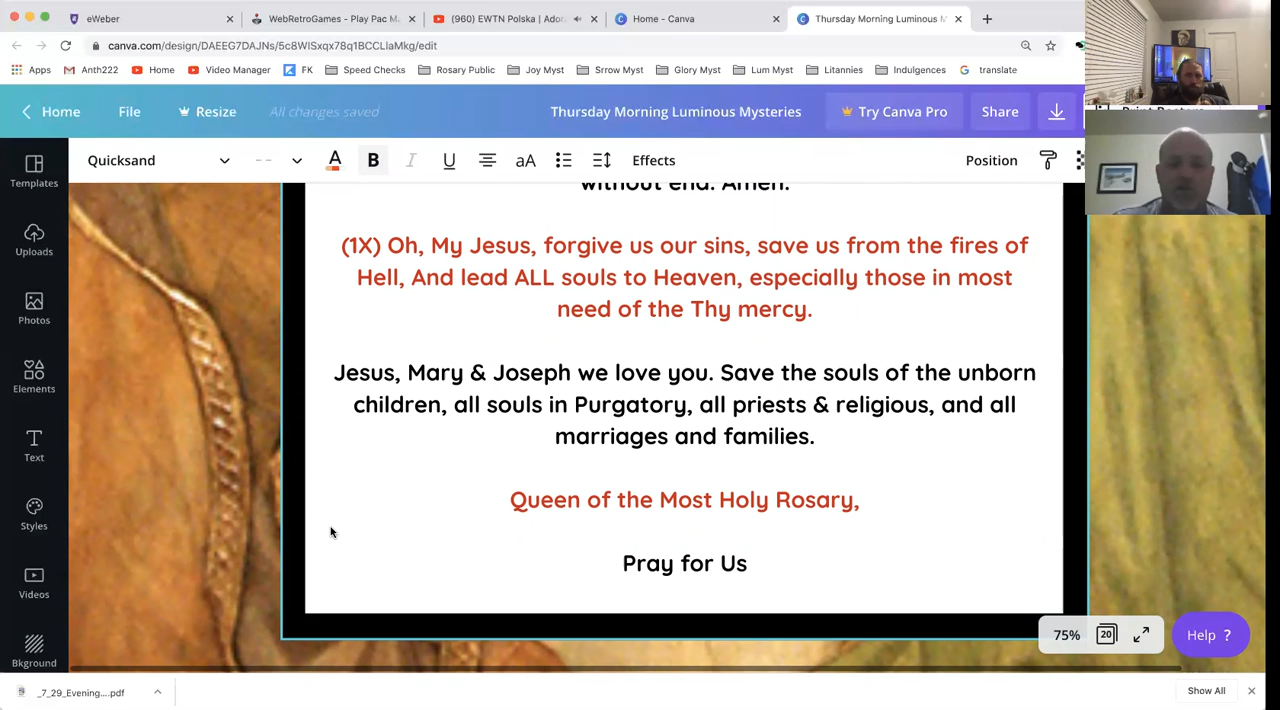 eWeber
WebRetroGames - Play Pac M
(960) EWTN Polska | Ador
Home - Canva
Thursday Morning Luminous M
canva.com/design/DAEEG7DAJNs/5c8WlSxqx78q1BCCLlaMkg/edit
Apps Anth222 Home Video Manager FK Speed Checks Rosary Public Joy Myst Srrow Myst Glory Myst Lum Myst Litannies Indulgences translate
Home File Resize All changes saved Thursday Morning Luminous Mysteries Try Canva Pro Share
Quicksand -- A B I U aA Effects Position
Templates
Uploads
Photos
Elements
Text
Styles
Videos
Bkground
without end. Amen.
(1X) Oh, My Jesus, forgive us our sins, save us from the fires of
Hell, And lead ALL souls to Heaven, especially those in most
need of the Thy mercy.
Jesus, Mary & Joseph we love you. Save the souls of the unborn
children, all souls in Purgatory, all priests & religious, and all
marriages and families.
Queen of the Most Holy Rosary,
Pray for Us
75% 20 Help ?
_7_29_Evening....pdf
Show All